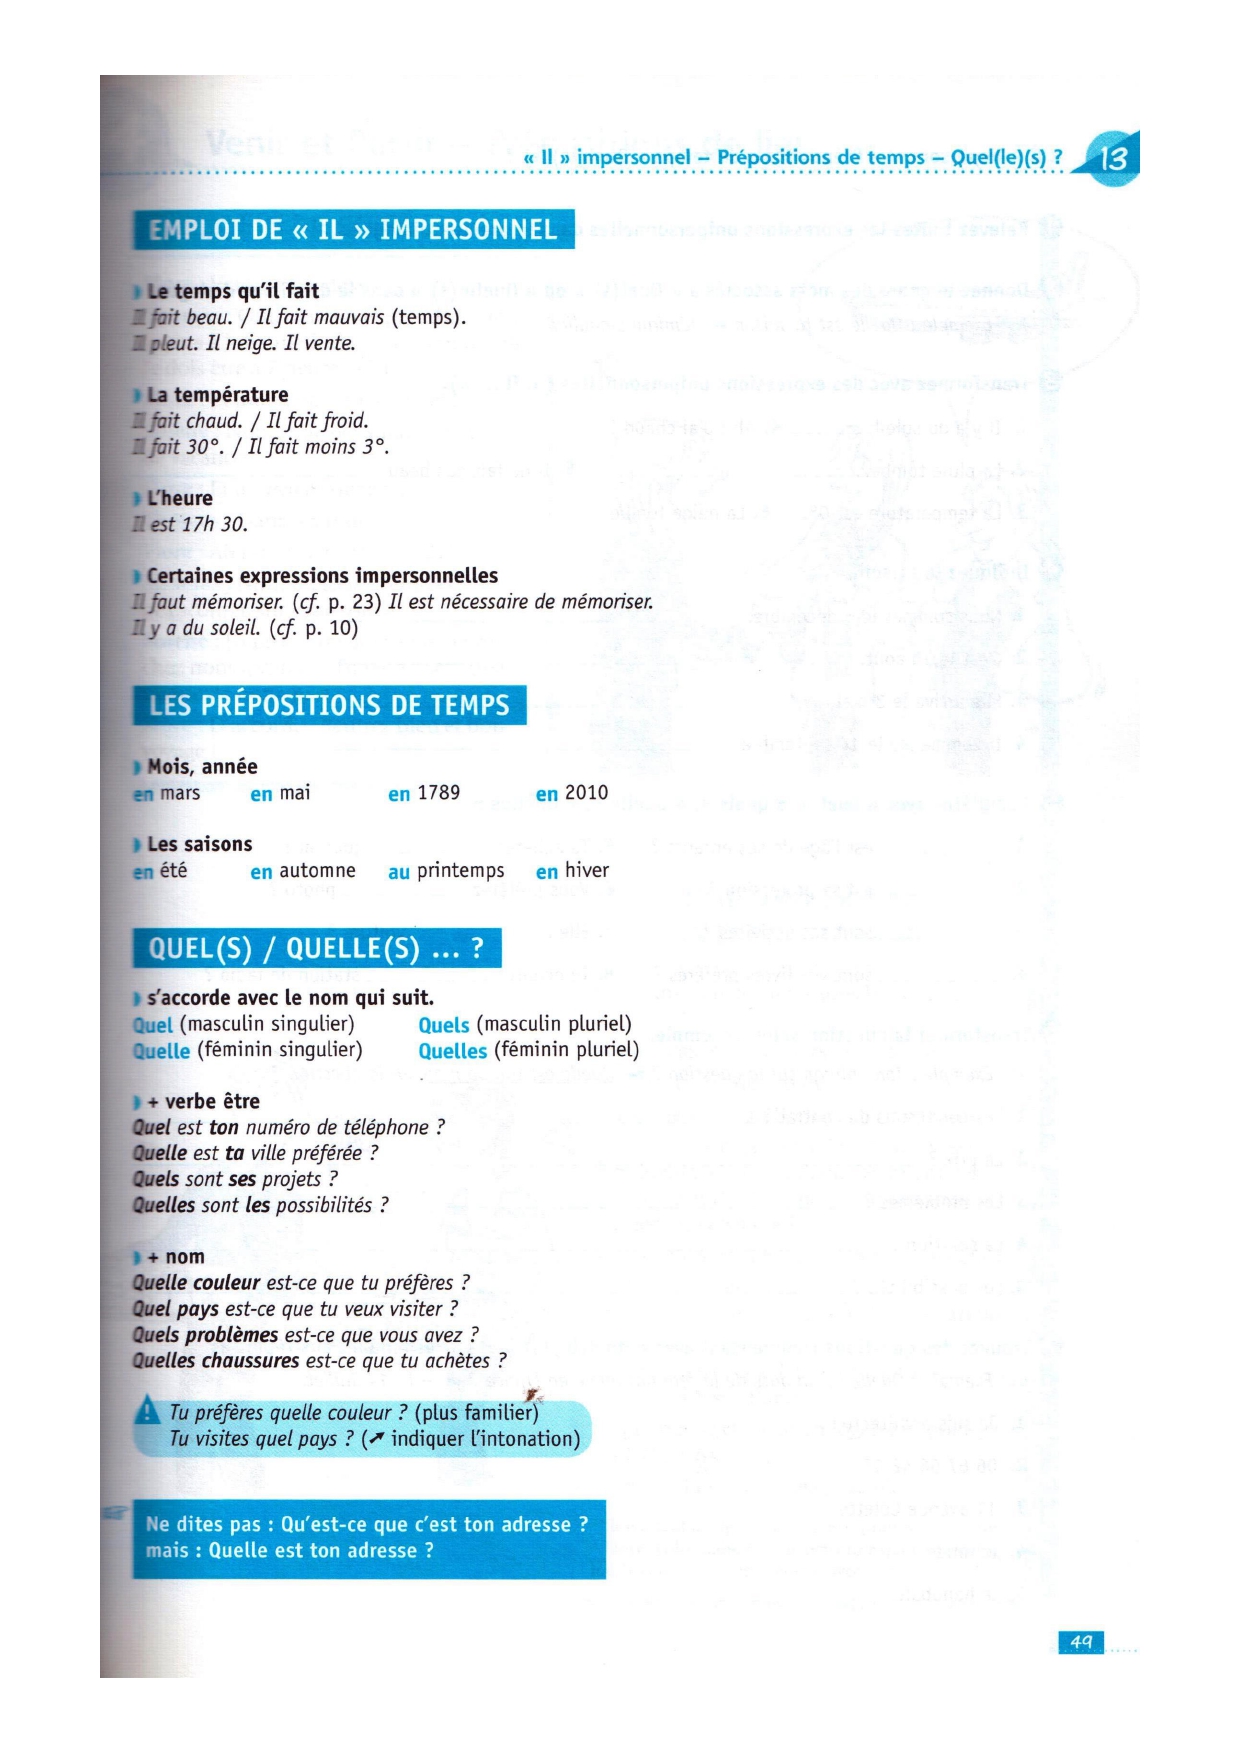 « Il » impersonnel – Prépositions de temps – Quel(le)(s) ? 13
EMPLOI DE « IL » IMPERSONNEL
Le temps qu'il fait
Il fait beau. / Il fait mauvais (temps).
Il pleut. Il neige. Il vente.
La température
Il fait chaud. / Il fait froid.
Il fait 30°. / Il fait moins 3°.
L'heure
Il est 17h 30.
Certaines expressions impersonnelles
Il faut mémoriser. (cf. p. 23) Il est nécessaire de mémoriser.
Il y a du soleil. (cf. p. 10)
LES PRÉPOSITIONS DE TEMPS
Mois, année
en mars en mai en 1789 en 2010
Les saisons
en été en automne au printemps en hiver
QUEL(S) / QUELLE(S) ... ?
s'accorde avec le nom qui suit.
Quel (masculin singulier) Quels (masculin pluriel)
Quelle (féminin singulier) Quelles (féminin pluriel)
+ verbe être
Quel est ton numéro de téléphone ?
Quelle est ta ville préférée ?
Quels sont ses projets ?
Quelles sont les possibilités ?
+ nom
Quelle couleur est-ce que tu préfères ?
Quel pays est-ce que tu veux visiter ?
Quels problèmes est-ce que vous avez ?
Quelles chaussures est-ce que tu achètes ?
Tu préfères quelle couleur ? (plus familier)
Tu visites quel pays ? (↗ indiquer l'intonation)
Ne dites pas : Qu'est-ce que c'est ton adresse ?
mais : Quelle est ton adresse ?
49